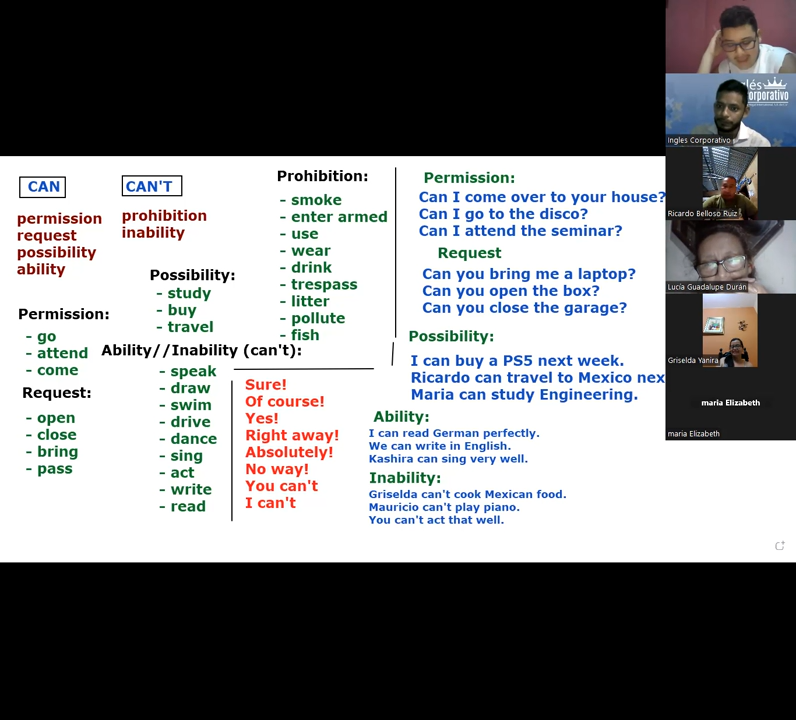 CAN
CAN'T
permission
request
possibility
ability
prohibition
inability
Permission:
- go
- attend
- come
Request:
- open
- close
- bring
- pass
Possibility:
- study
- buy
- travel
Prohibition:
- smoke
- enter armed
- use
- wear
- drink
- trespass
- litter
- pollute
- fish
Ability//Inability (can't):
- speak
- draw
- swim
- drive
- dance
- sing
- act
- write
- read
Sure!
Of course!
Yes!
Right away!
Absolutely!
No way!
You can't
I can't
Permission:
Can I come over to your house?
Can I go to the disco?
Can I attend the seminar?
Request
Can you bring me a laptop?
Can you open the box?
Can you close the garage?
Possibility:
I can buy a PS5 next week.
Ricardo can travel to Mexico nex
Maria can study Engineering.
Ability:
I can read German perfectly.
We can write in English.
Kashira can sing very well.
Inability:
Griselda can't cook Mexican food.
Mauricio can't play piano.
You can't act that well.
glés
orporativo
Ingles Corporativo
Ricardo Belloso Ruiz
Lucía Guadalupe Durán
Griselda Yanira
maria Elizabeth
maria Elizabeth